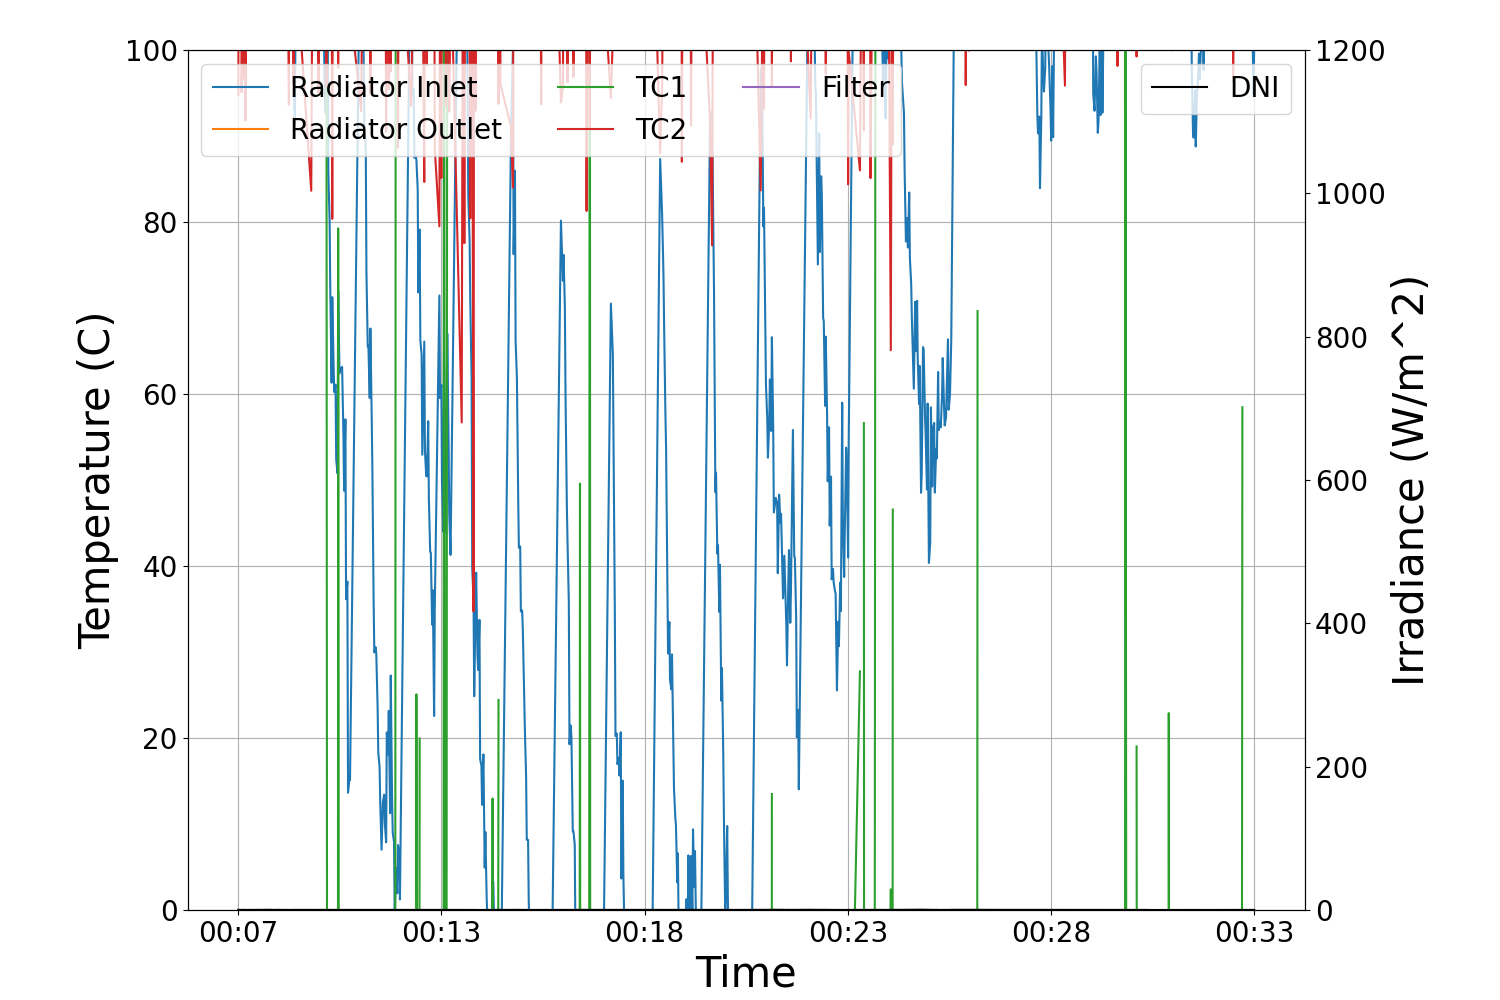 Temperature (C)
100
80
60
40
20
0
Radiator Inlet
Radiator Outlet
TC1
TC2
Filter
DNI
1200
1000
800
600
400
200
0
Irradiance (W/m^2)
00:07 00:13 00:18 00:23 00:28 00:33
Time